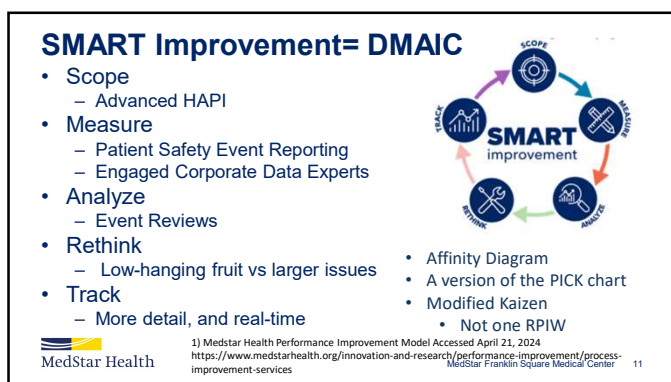 SMART Improvement= DMAIC
• Scope
– Advanced HAPI
• Measure
– Patient Safety Event Reporting
– Engaged Corporate Data Experts
• Analyze
– Event Reviews
• Rethink
– Low-hanging fruit vs larger issues
• Track
– More detail, and real-time
SCOPE
MEASURE
ANALYZE
RETHINK
TRACK
SMART
improvement
• Affinity Diagram
• A version of the PICK chart
• Modified Kaizen
• Not one RPIW
MedStar Health
1) Medstar Health Performance Improvement Model Accessed April 21, 2024
https://www.medstarhealth.org/innovation-and-research/performance-improvement/process-
improvement-services
MedStar Franklin Square Medical Center 11